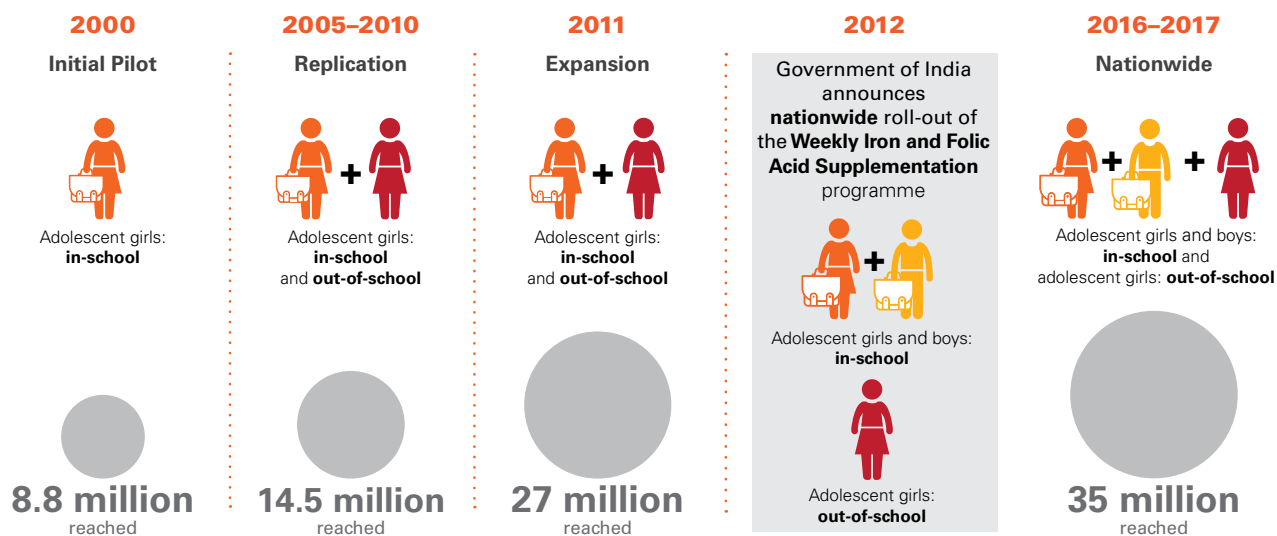 2000
Initial Pilot
Adolescent girls:
in-school
8.8 million
reached
2005–2010
Replication
+
Adolescent girls:
in-school
and out-of-school
14.5 million
reached
2011
Expansion
+
Adolescent girls:
in-school
and out-of-school
27 million
reached
2012
Government of India
announces
nationwide roll-out of
the Weekly Iron and Folic
Acid Supplementation
programme
+
Adolescent girls and boys:
in-school
Adolescent girls:
out-of-school
2016–2017
Nationwide
+ +
Adolescent girls and boys:
in-school and
adolescent girls: out-of-school
35 million
reached